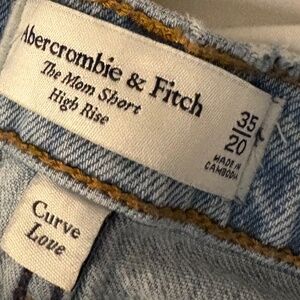 Abercrombie & Fitch
The Mom Short
High Rise
35
20
MADE IN
CAMBODIA
Curve
Love